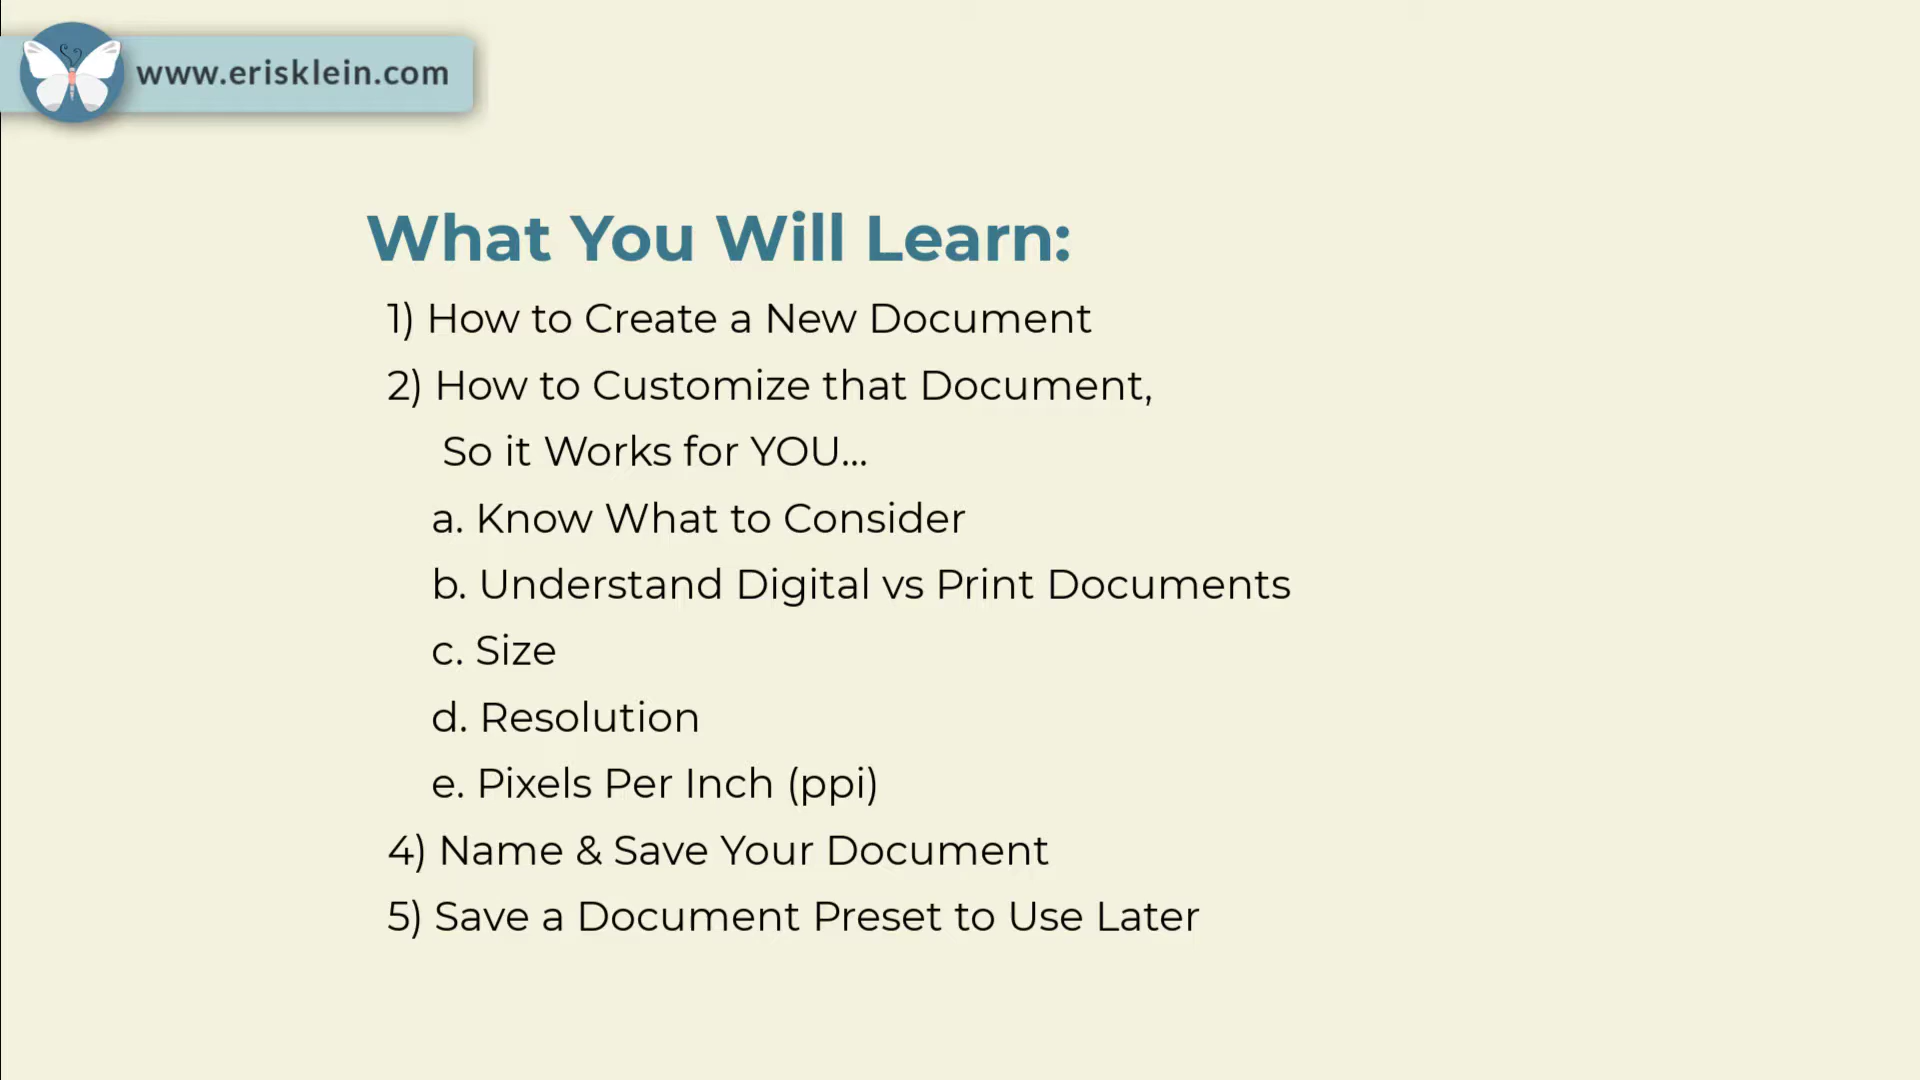 www.erisklein.com
What You Will Learn:
1) How to Create a New Document
2) How to Customize that Document,
So it Works for YOU...
a. Know What to Consider
b. Understand Digital vs Print Documents
c. Size
d. Resolution
e. Pixels Per Inch (ppi)
4) Name & Save Your Document
5) Save a Document Preset to Use Later